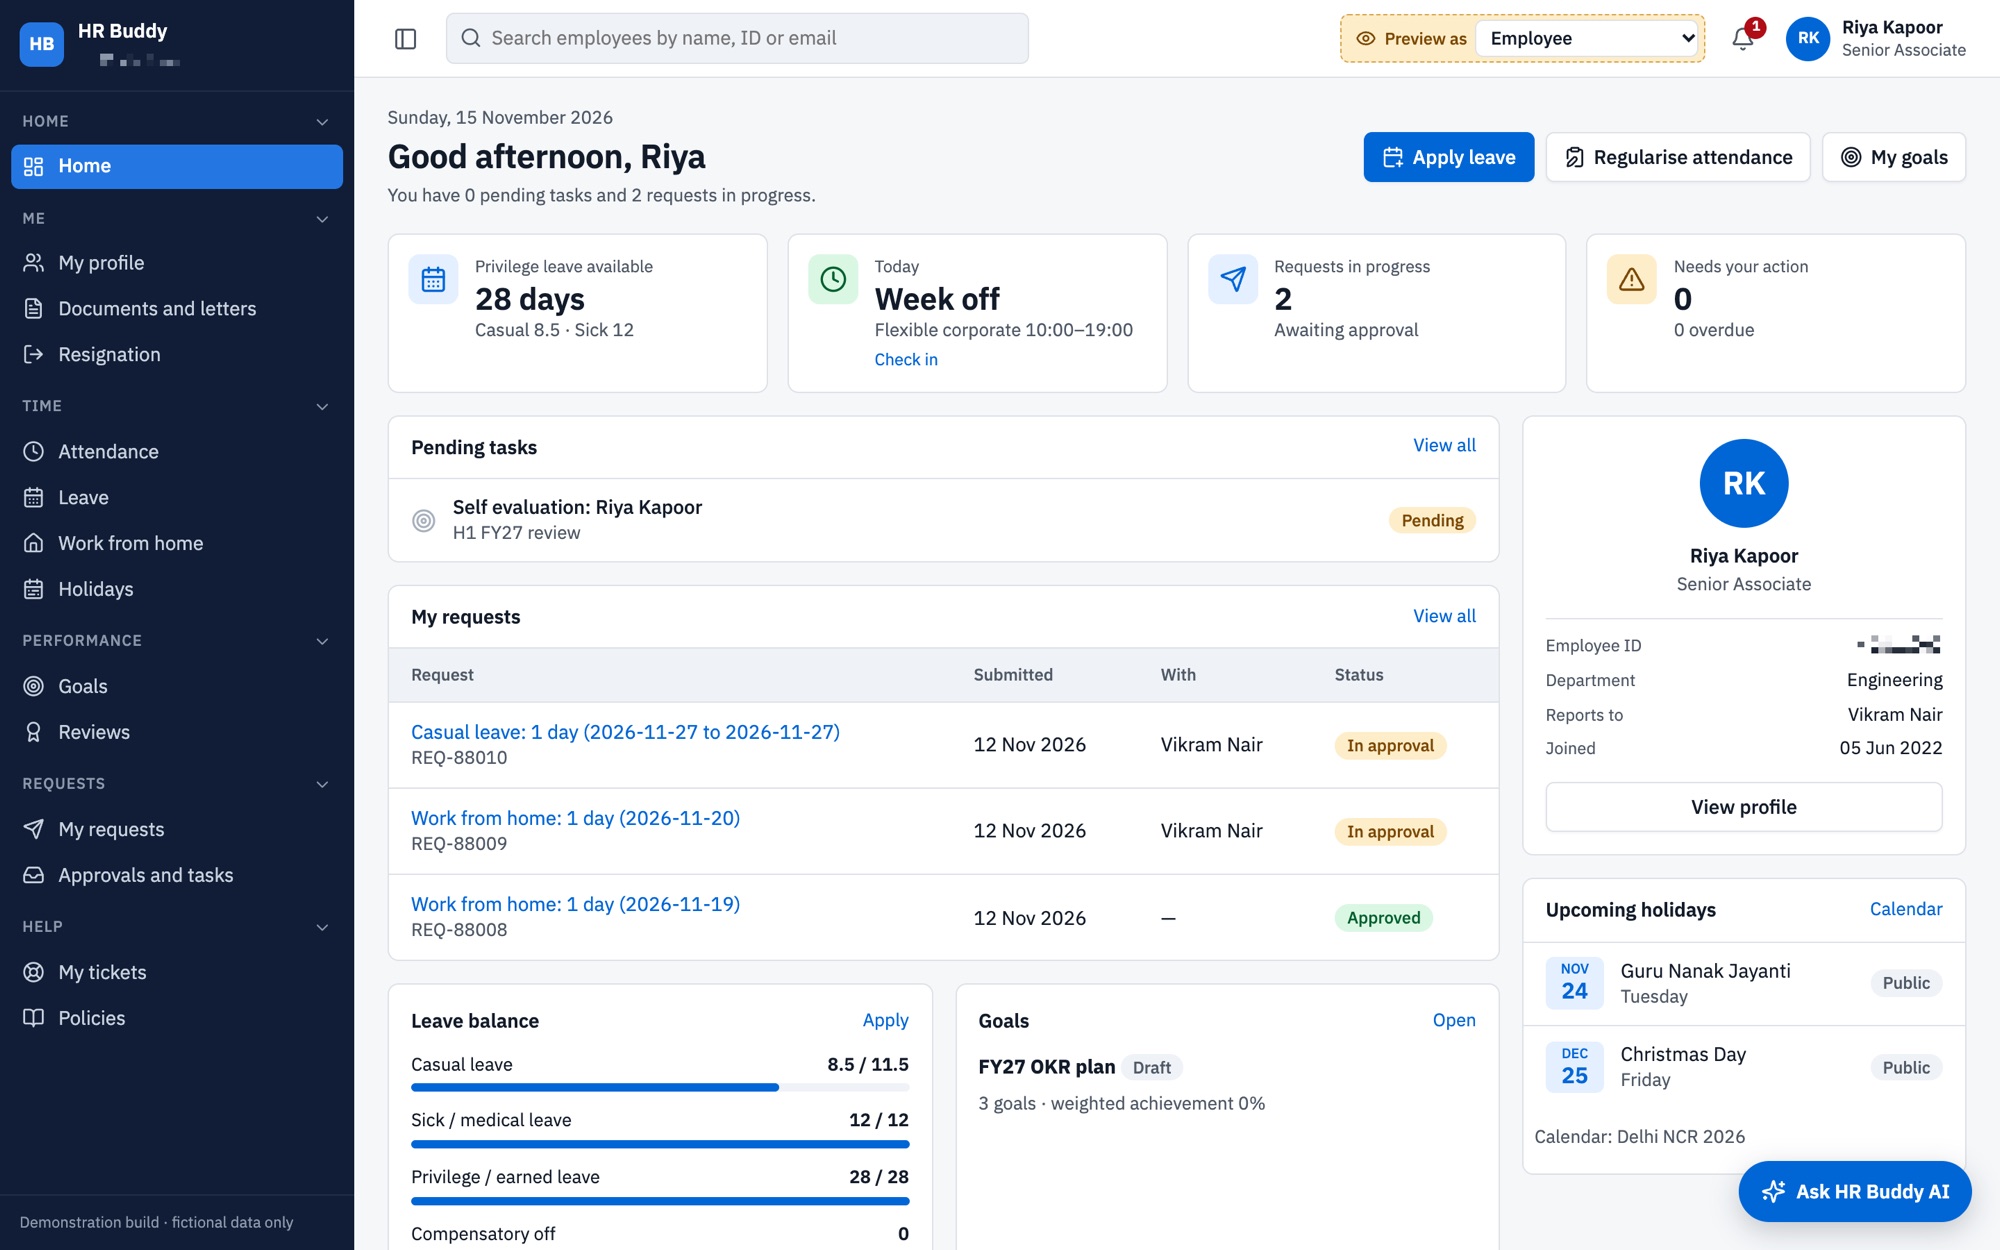 HB
HR Buddy
HOME
Home
ME
My profile
Documents and letters
Resignation
TIME
Attendance
Leave
Work from home
Holidays
PERFORMANCE
Goals
Reviews
REQUESTS
My requests
Approvals and tasks
HELP
My tickets
Policies
Demonstration build · fictional data only
Search employees by name, ID or email
Preview as
Employee
1
RK
Riya Kapoor
Senior Associate
Sunday, 15 November 2026
Good afternoon, Riya
You have 0 pending tasks and 2 requests in progress.
Apply leave
Regularise attendance
My goals
Privilege leave available
28 days
Casual 8.5 · Sick 12
Today
Week off
Flexible corporate 10:00–19:00
Check in
Requests in progress
2
Awaiting approval
Needs your action
0
0 overdue
Pending tasks
View all
Self evaluation: Riya Kapoor
H1 FY27 review
Pending
My requests
View all
Request Submitted With Status
Casual leave: 1 day (2026-11-27 to 2026-11-27)
REQ-88010
12 Nov 2026
Vikram Nair
In approval
Work from home: 1 day (2026-11-20)
REQ-88009
12 Nov 2026
Vikram Nair
In approval
Work from home: 1 day (2026-11-19)
REQ-88008
12 Nov 2026
—
Approved
Leave balance
Apply
Casual leave 8.5 / 11.5
Sick / medical leave 12 / 12
Privilege / earned leave 28 / 28
Compensatory off 0
Goals
Open
FY27 OKR plan Draft
3 goals · weighted achievement 0%
RK
Riya Kapoor
Senior Associate
Employee ID
Department Engineering
Reports to Vikram Nair
Joined 05 Jun 2022
View profile
Upcoming holidays
Calendar
NOV
24
Guru Nanak Jayanti
Tuesday
Public
DEC
25
Christmas Day
Friday
Public
Calendar: Delhi NCR 2026
Ask HR Buddy AI